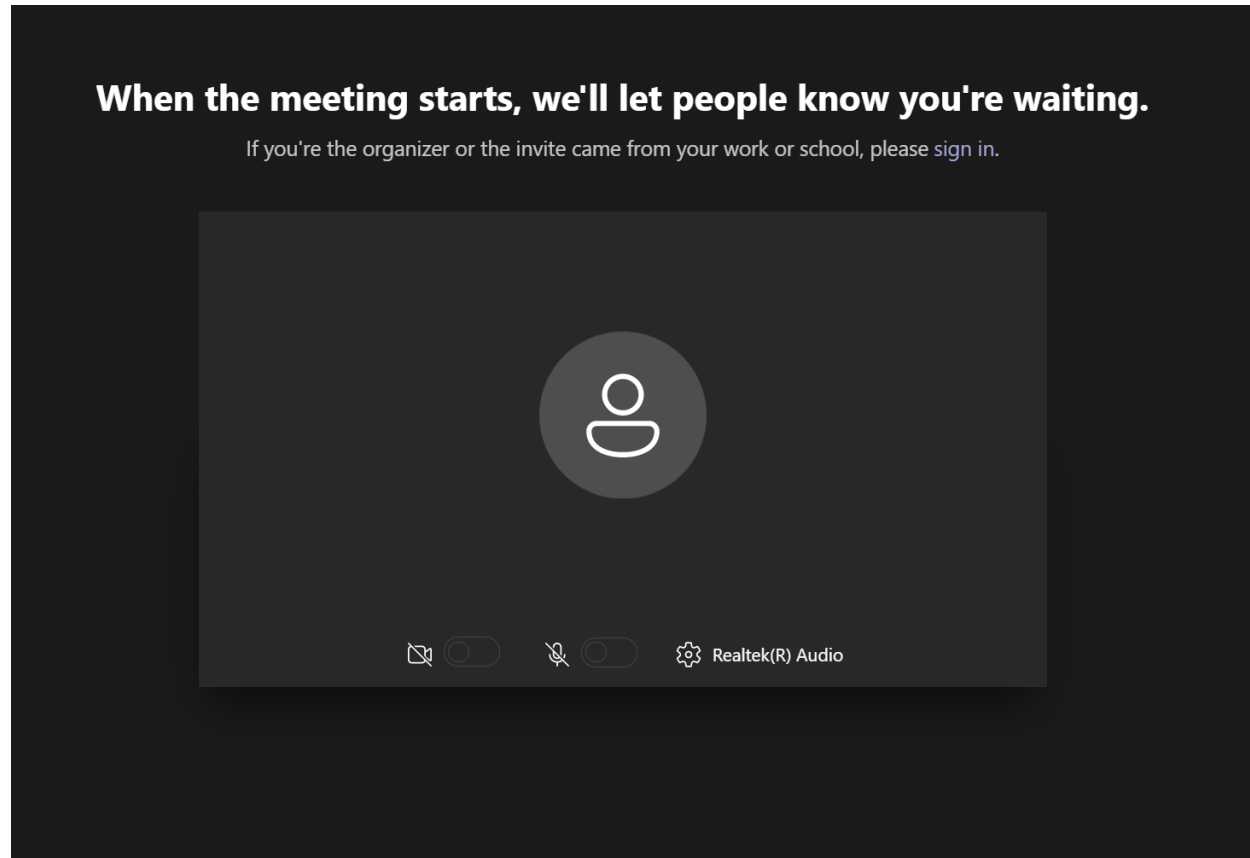 When the meeting starts, we'll let people know you're waiting.
If you're the organizer or the invite came from your work or school, please sign in.
Realtek(R) Audio